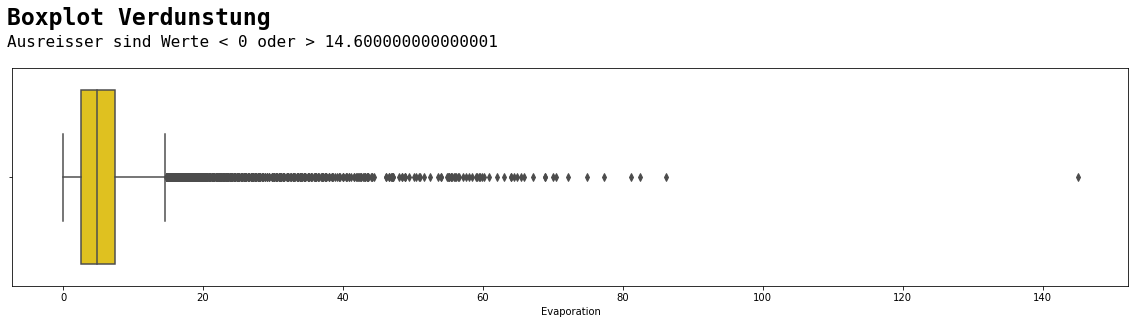 Boxplot Verdunstung
Ausreisser sind Werte < 0 oder > 14.600000000000001
0 20 40 60 80 100 120 140
Evaporation